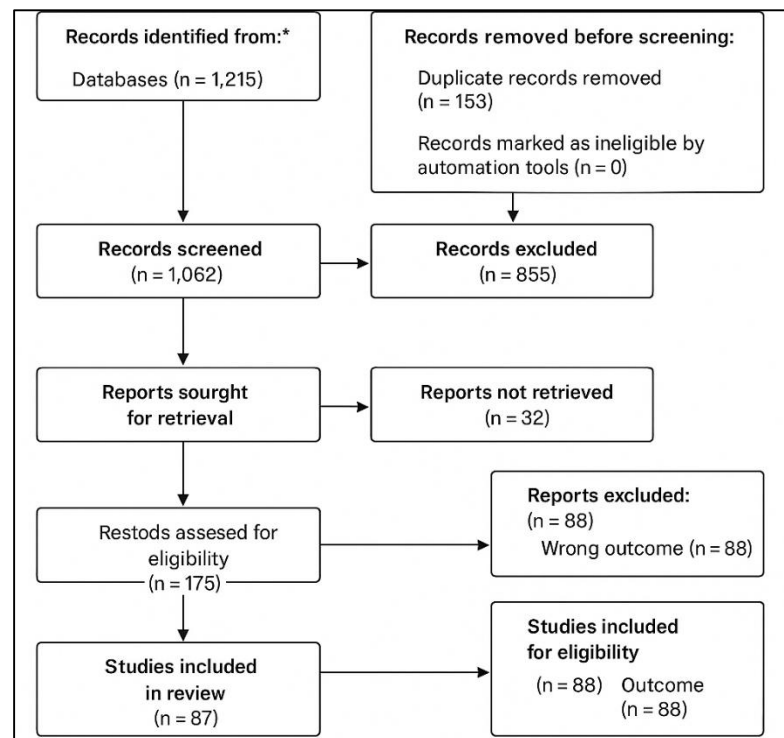 Records identified from:*
Databases (n = 1,215)
Records removed before screening:
Duplicate records removed
(n = 153)
Records marked as ineligible by
automation tools (n = 0)
Records screened
(n = 1,062)
Records excluded
(n = 855)
Reports sourght
for retrieval
Reports not retrieved
(n = 32)
Restods assesed for
eligibility
(n = 175)
Reports excluded:
(n = 88)
Wrong outcome (n = 88)
Studies included
in review
(n = 87)
Studies included
for eligibility
(n = 88) Outcome
(n = 88)